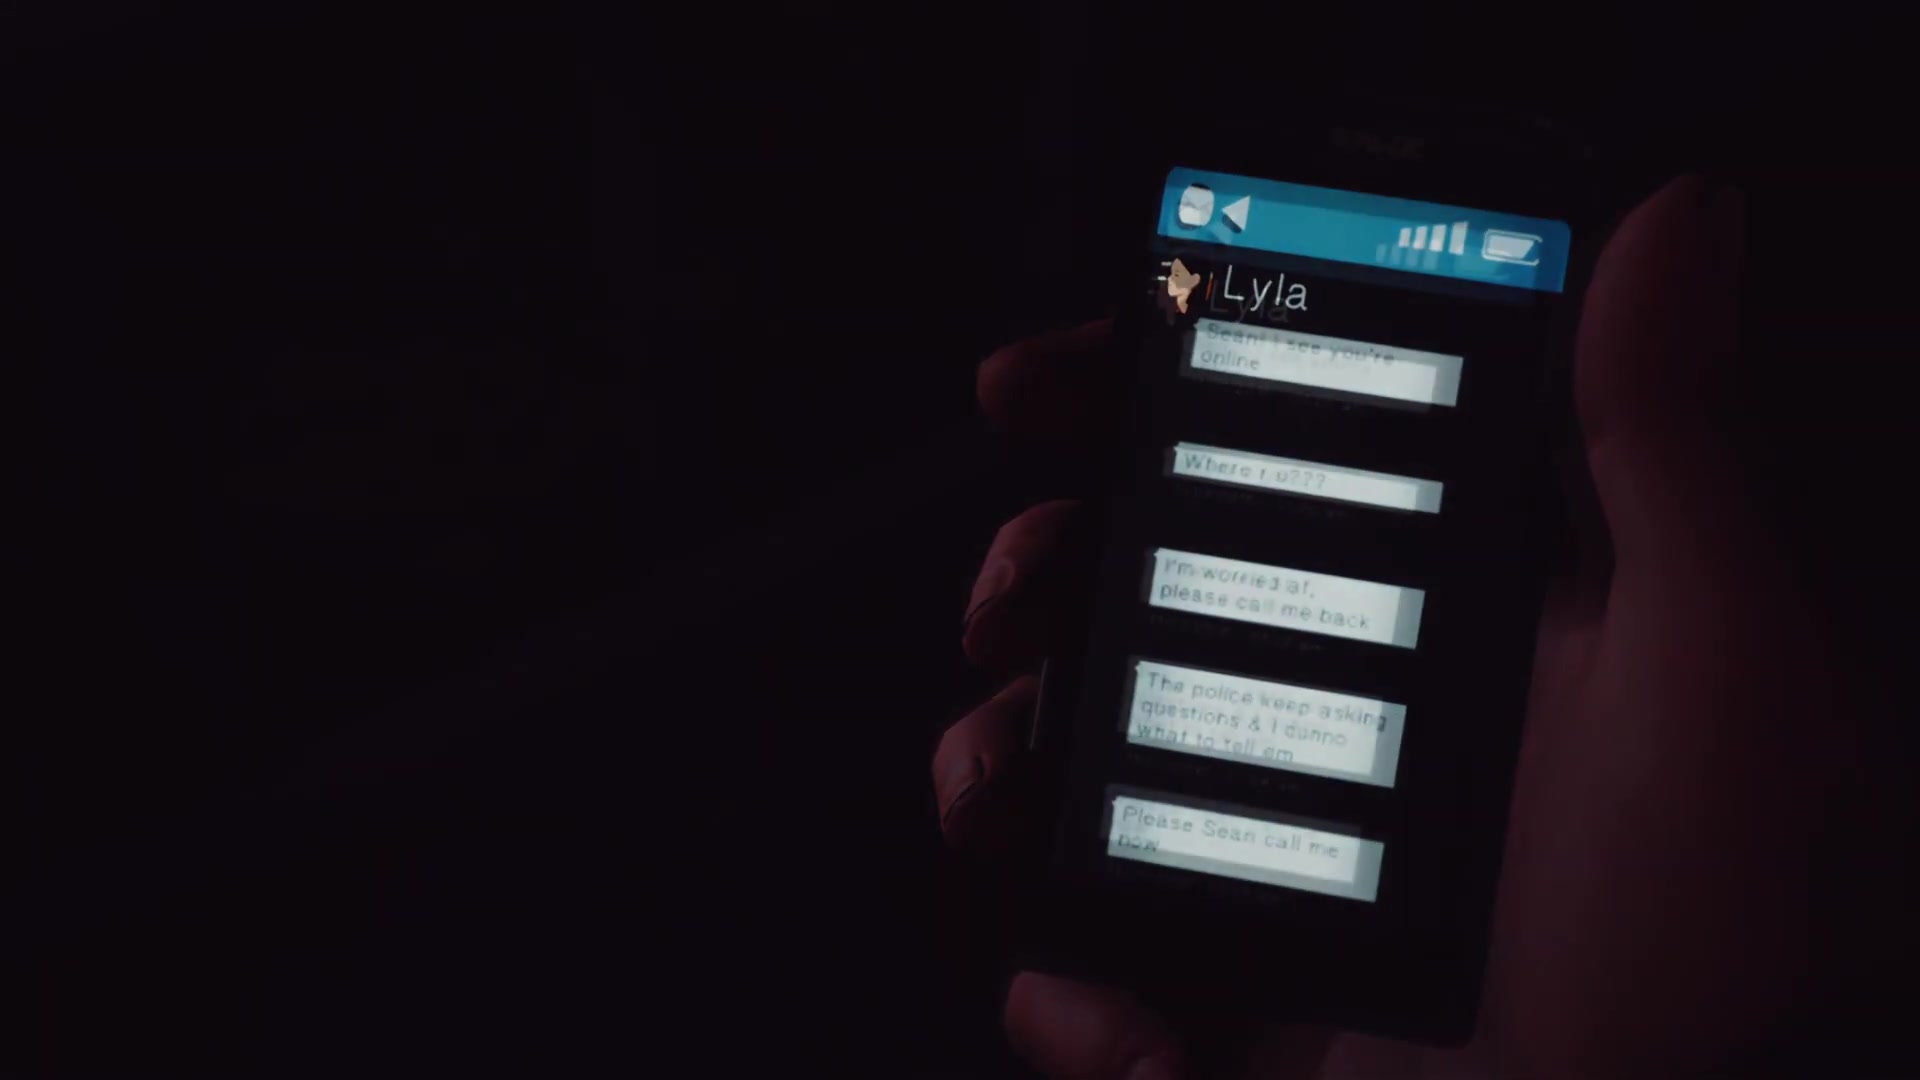 Lyla
Sean! I see you're
online
Where r u???
I'm worried af,
please call me back
The police keep asking
questions & I dunno
what to tell em
Please Sean call me
now